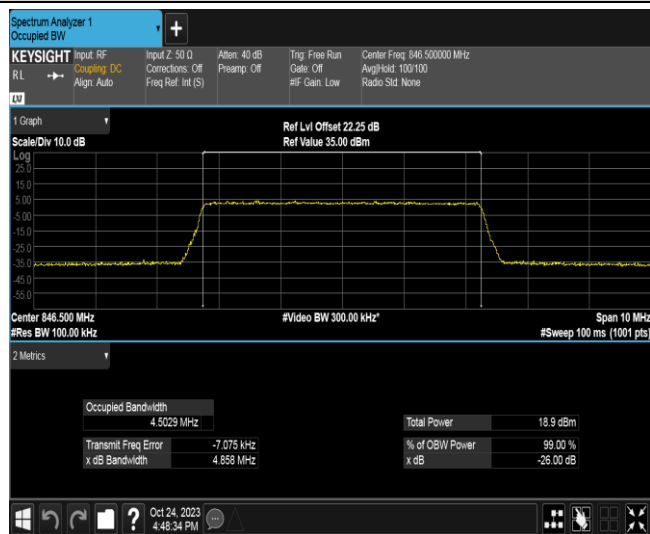 Spectrum Analyzer 1
Occupied BW
+
KEYSIGHT Input: RF Input Z: 50 Ω Atten: 40 dB Trig: Free Run Center Freq: 846.500000 MHz
RL Coupling: DC Corrections: Off Preamp: Off Gate: Off Avg|Hold: 100/100
Align: Auto Freq Ref: Int (S) #IF Gain: Low Radio Std: None
LXI
1 Graph
Ref Lvl Offset 22.25 dB
Scale/Div 10.0 dB Ref Value 35.00 dBm
Log
25.0
15.0
5.00
-5.00
-15.0
-25.0
-35.0
-45.0
-55.0
Center 846.500 MHz #Video BW 300.00 kHz* Span 10 MHz
#Res BW 100.00 kHz #Sweep 100 ms (1001 pts)
2 Metrics
Occupied Bandwidth
4.5029 MHz Total Power 18.9 dBm
Transmit Freq Error -7.075 kHz % of OBW Power 99.00 %
x dB Bandwidth 4.858 MHz x dB -26.00 dB
? Oct 24, 2023
4:48:34 PM